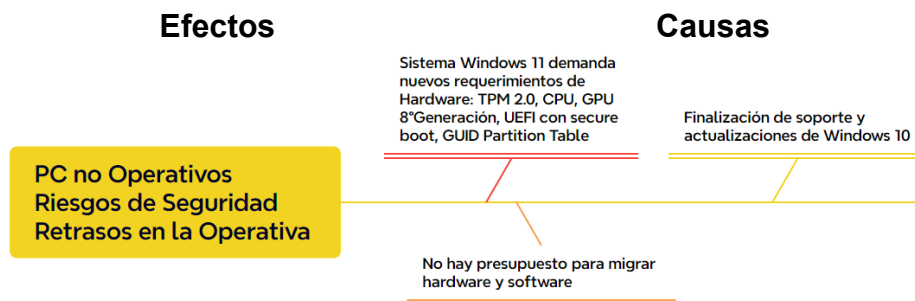 Efectos
Causas
Sistema Windows 11 demanda
nuevos requerimientos de
Hardware: TPM 2.0, CPU, GPU
8°Generación, UEFI con secure
boot, GUID Partition Table
Finalización de soporte y
actualizaciones de Windows 10
PC no Operativos
Riesgos de Seguridad
Retrasos en la Operativa
No hay presupuesto para migrar
hardware y software